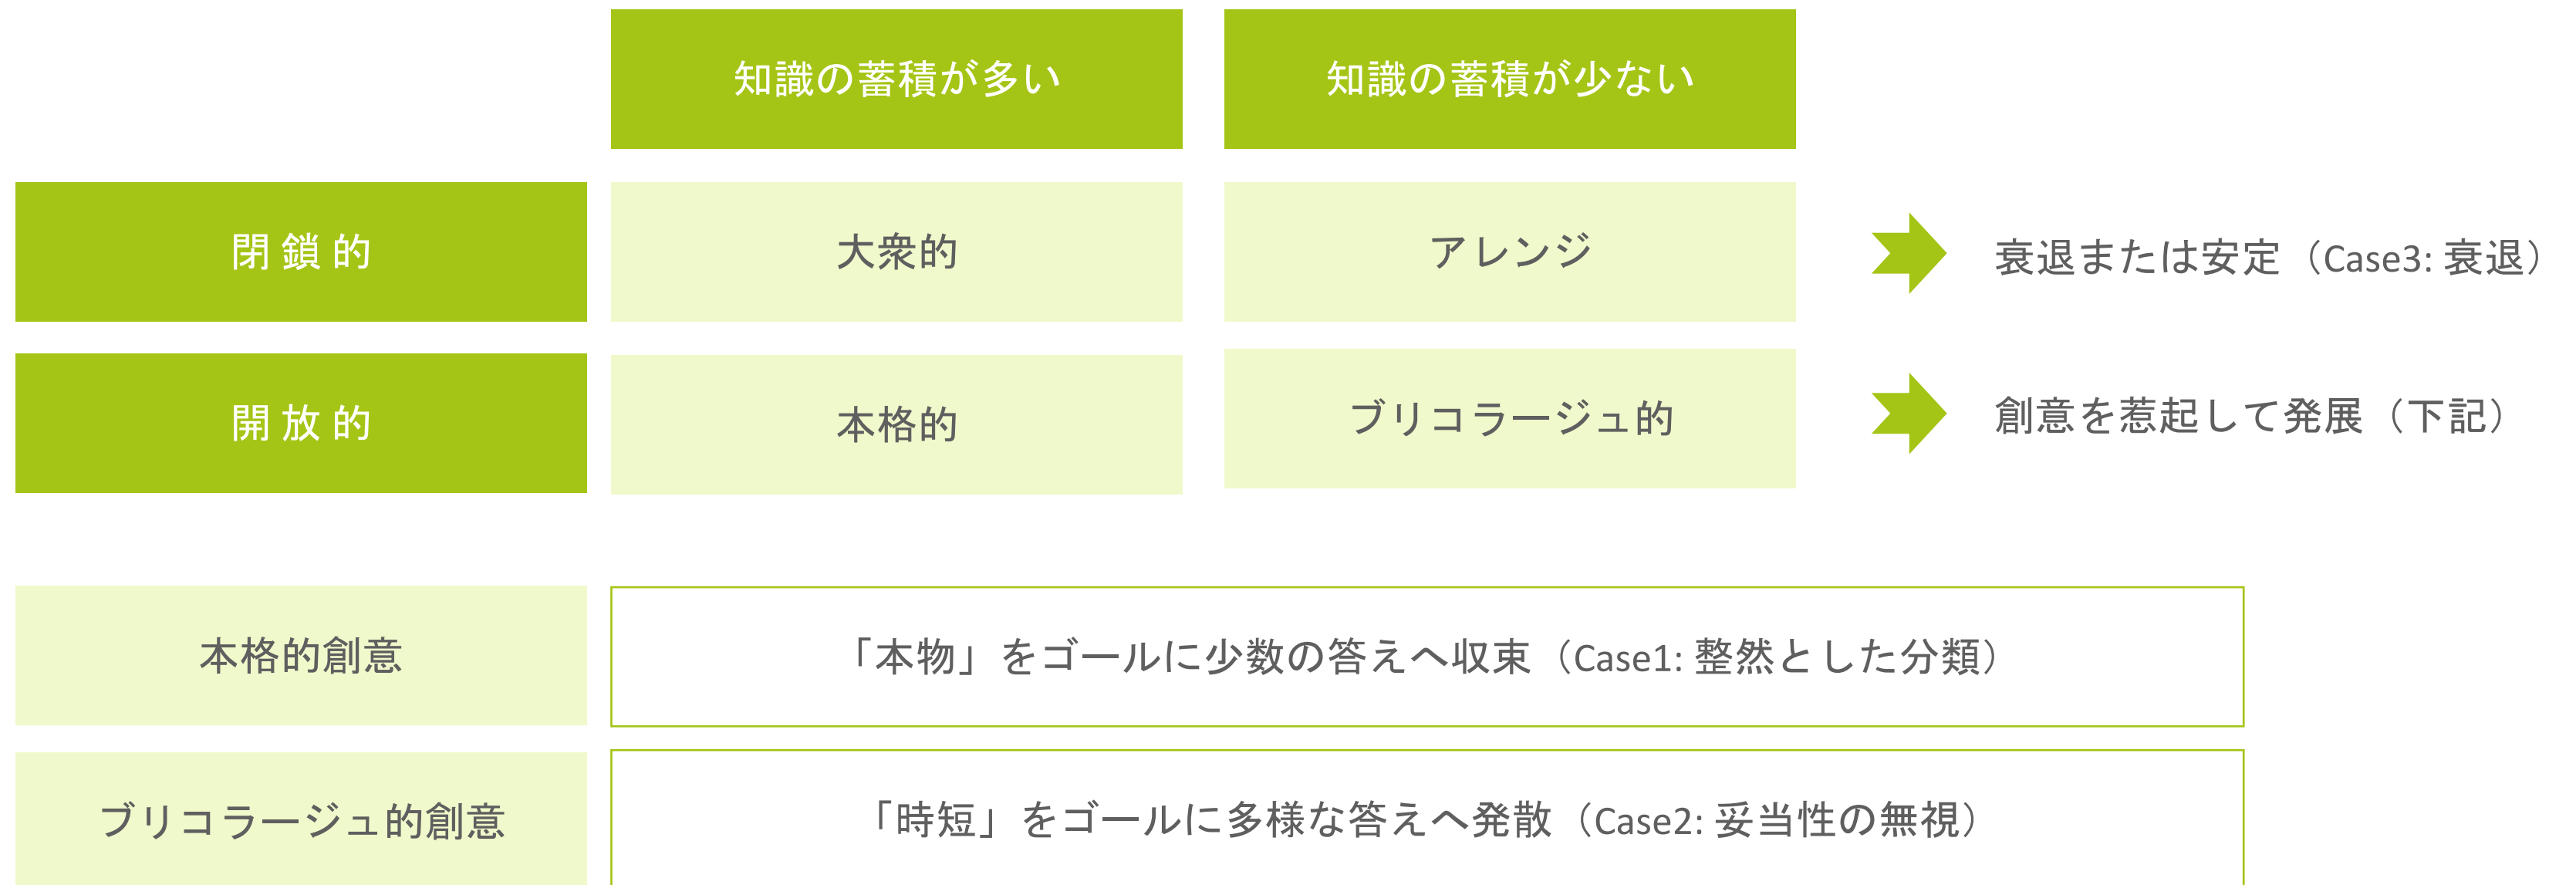 知識の蓄積が多い
知識の蓄積が少ない
閉鎖的
大衆的
アレンジ
衰退または安定（Case3: 衰退）
開放的
本格的
ブリコラージュ的
創意を惹起して発展（下記）
本格的創意
「本物」をゴールに少数の答えへ収束（Case1: 整然とした分類）
ブリコラージュ的創意
「時短」をゴールに多様な答えへ発散（Case2: 妥当性の無視）